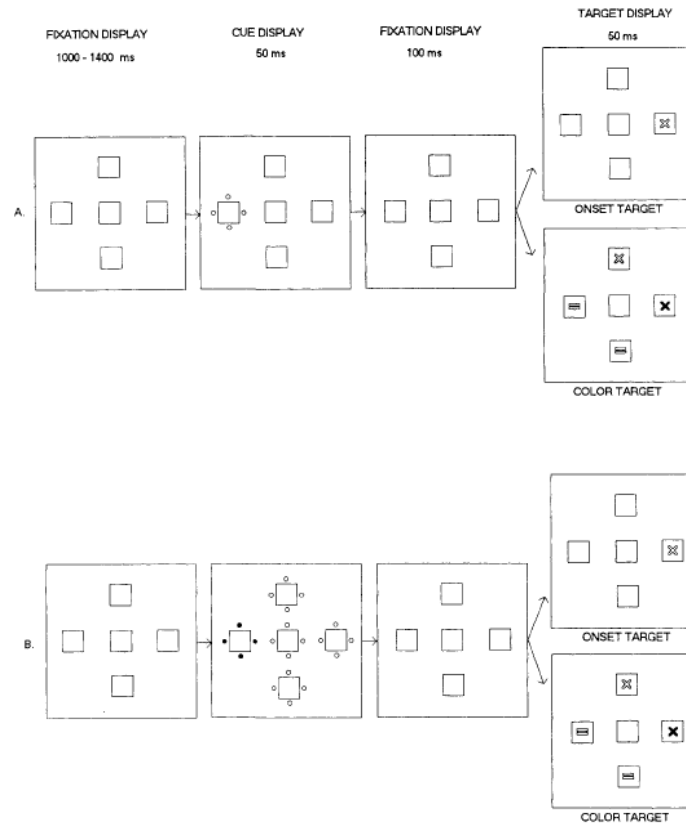 FIXATION DISPLAY
1000 - 1400 ms
CUE DISPLAY
50 ms
FIXATION DISPLAY
100 ms
TARGET DISPLAY
50 ms
A.
ONSET TARGET
COLOR TARGET
B.
ONSET TARGET
COLOR TARGET